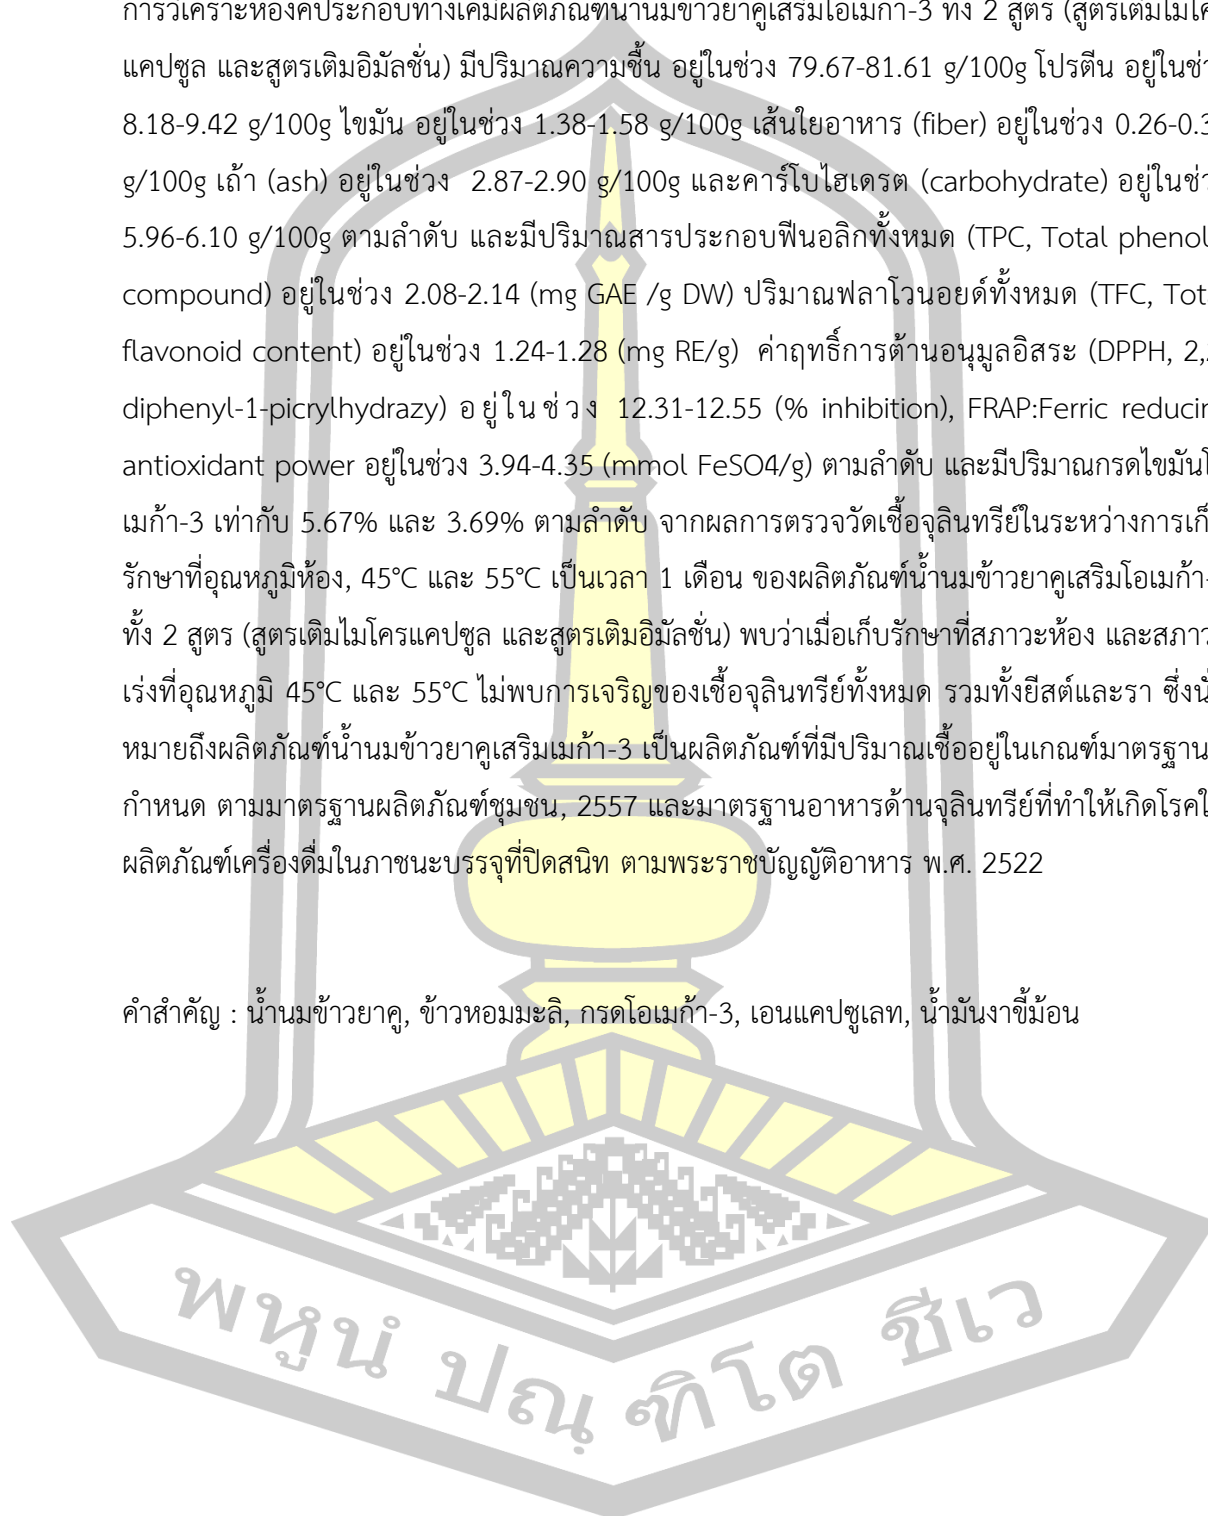 การวิเคราะห์องค์ประกอบทางเคมีผลิตภัณฑ์น้ำนมข้าวยาคูเสริมโอเมก้า-3 ทั้ง 2 สูตร (สูตรเติมไมโค
แคปซูล และสูตรเติมอิมัลชั่น) มีปริมาณความชื้น อยู่ในช่วง 79.67-81.61 g/100g โปรตีน อยู่ในช่ว
8.18-9.42 g/100g ไขมัน อยู่ในช่วง 1.38-1.58 g/100g เส้นใยอาหาร (fiber) อยู่ในช่วง 0.26-0.3
g/100g เถ้า (ash) อยู่ในช่วง 2.87-2.90 g/100g และคาร์โบไฮเดรต (carbohydrate) อยู่ในช่ว
5.96-6.10 g/100g ตามลำดับ และมีปริมาณสารประกอบฟีนอลิกทั้งหมด (TPC, Total phenol
compound) อยู่ในช่วง 2.08-2.14 (mg GAE /g DW) ปริมาณฟลาโวนอยด์ทั้งหมด (TFC, Tot
flavonoid content) อยู่ในช่วง 1.24-1.28 (mg RE/g) ค่าฤทธิ์การต้านอนุมูลอิสระ (DPPH, 2,
diphenyl-1-picrylhydrazy) อยู่ในช่วง 12.31-12.55 (% inhibition), FRAP:Ferric reducin
antioxidant power อยู่ในช่วง 3.94-4.35 (mmol FeSO4/g) ตามลำดับ และมีปริมาณกรดไขมันโ
เมก้า-3 เท่ากับ 5.67% และ 3.69% ตามลำดับ จากผลการตรวจวัดเชื้อจุลินทรีย์ในระหว่างการเก็
รักษาที่อุณหภูมิห้อง, 45°C และ 55°C เป็นเวลา 1 เดือน ของผลิตภัณฑ์น้ำนมข้าวยาคูเสริมโอเมก้า-
ทั้ง 2 สูตร (สูตรเติมไมโครแคปซูล และสูตรเติมอิมัลชั่น) พบว่าเมื่อเก็บรักษาที่สภาวะห้อง และสภาว
เร่งที่อุณหภูมิ 45°C และ 55°C ไม่พบการเจริญของเชื้อจุลินทรีย์ทั้งหมด รวมทั้งยีสต์และรา ซึ่งนั่
หมายถึงผลิตภัณฑ์น้ำนมข้าวยาคูเสริมเมก้า-3 เป็นผลิตภัณฑ์ที่มีปริมาณเชื้ออยู่ในเกณฑ์มาตรฐาน
กำหนด ตามมาตรฐานผลิตภัณฑ์ชุมชน, 2557 และมาตรฐานอาหารด้านจุลินทรีย์ที่ทำให้เกิดโรคใ
ผลิตภัณฑ์เครื่องดื่มในภาชนะบรรจุที่ปิดสนิท ตามพระราชบัญญัติอาหาร พ.ศ. 2522
คำสำคัญ : น้ำนมข้าวยาคู, ข้าวหอมมะลิ, กรดโอเมก้า-3, เอนแคปซูเลท, น้ำมันงาขี้ม้อน
พหูนํ ปณฺ ฑิโต ชีเว